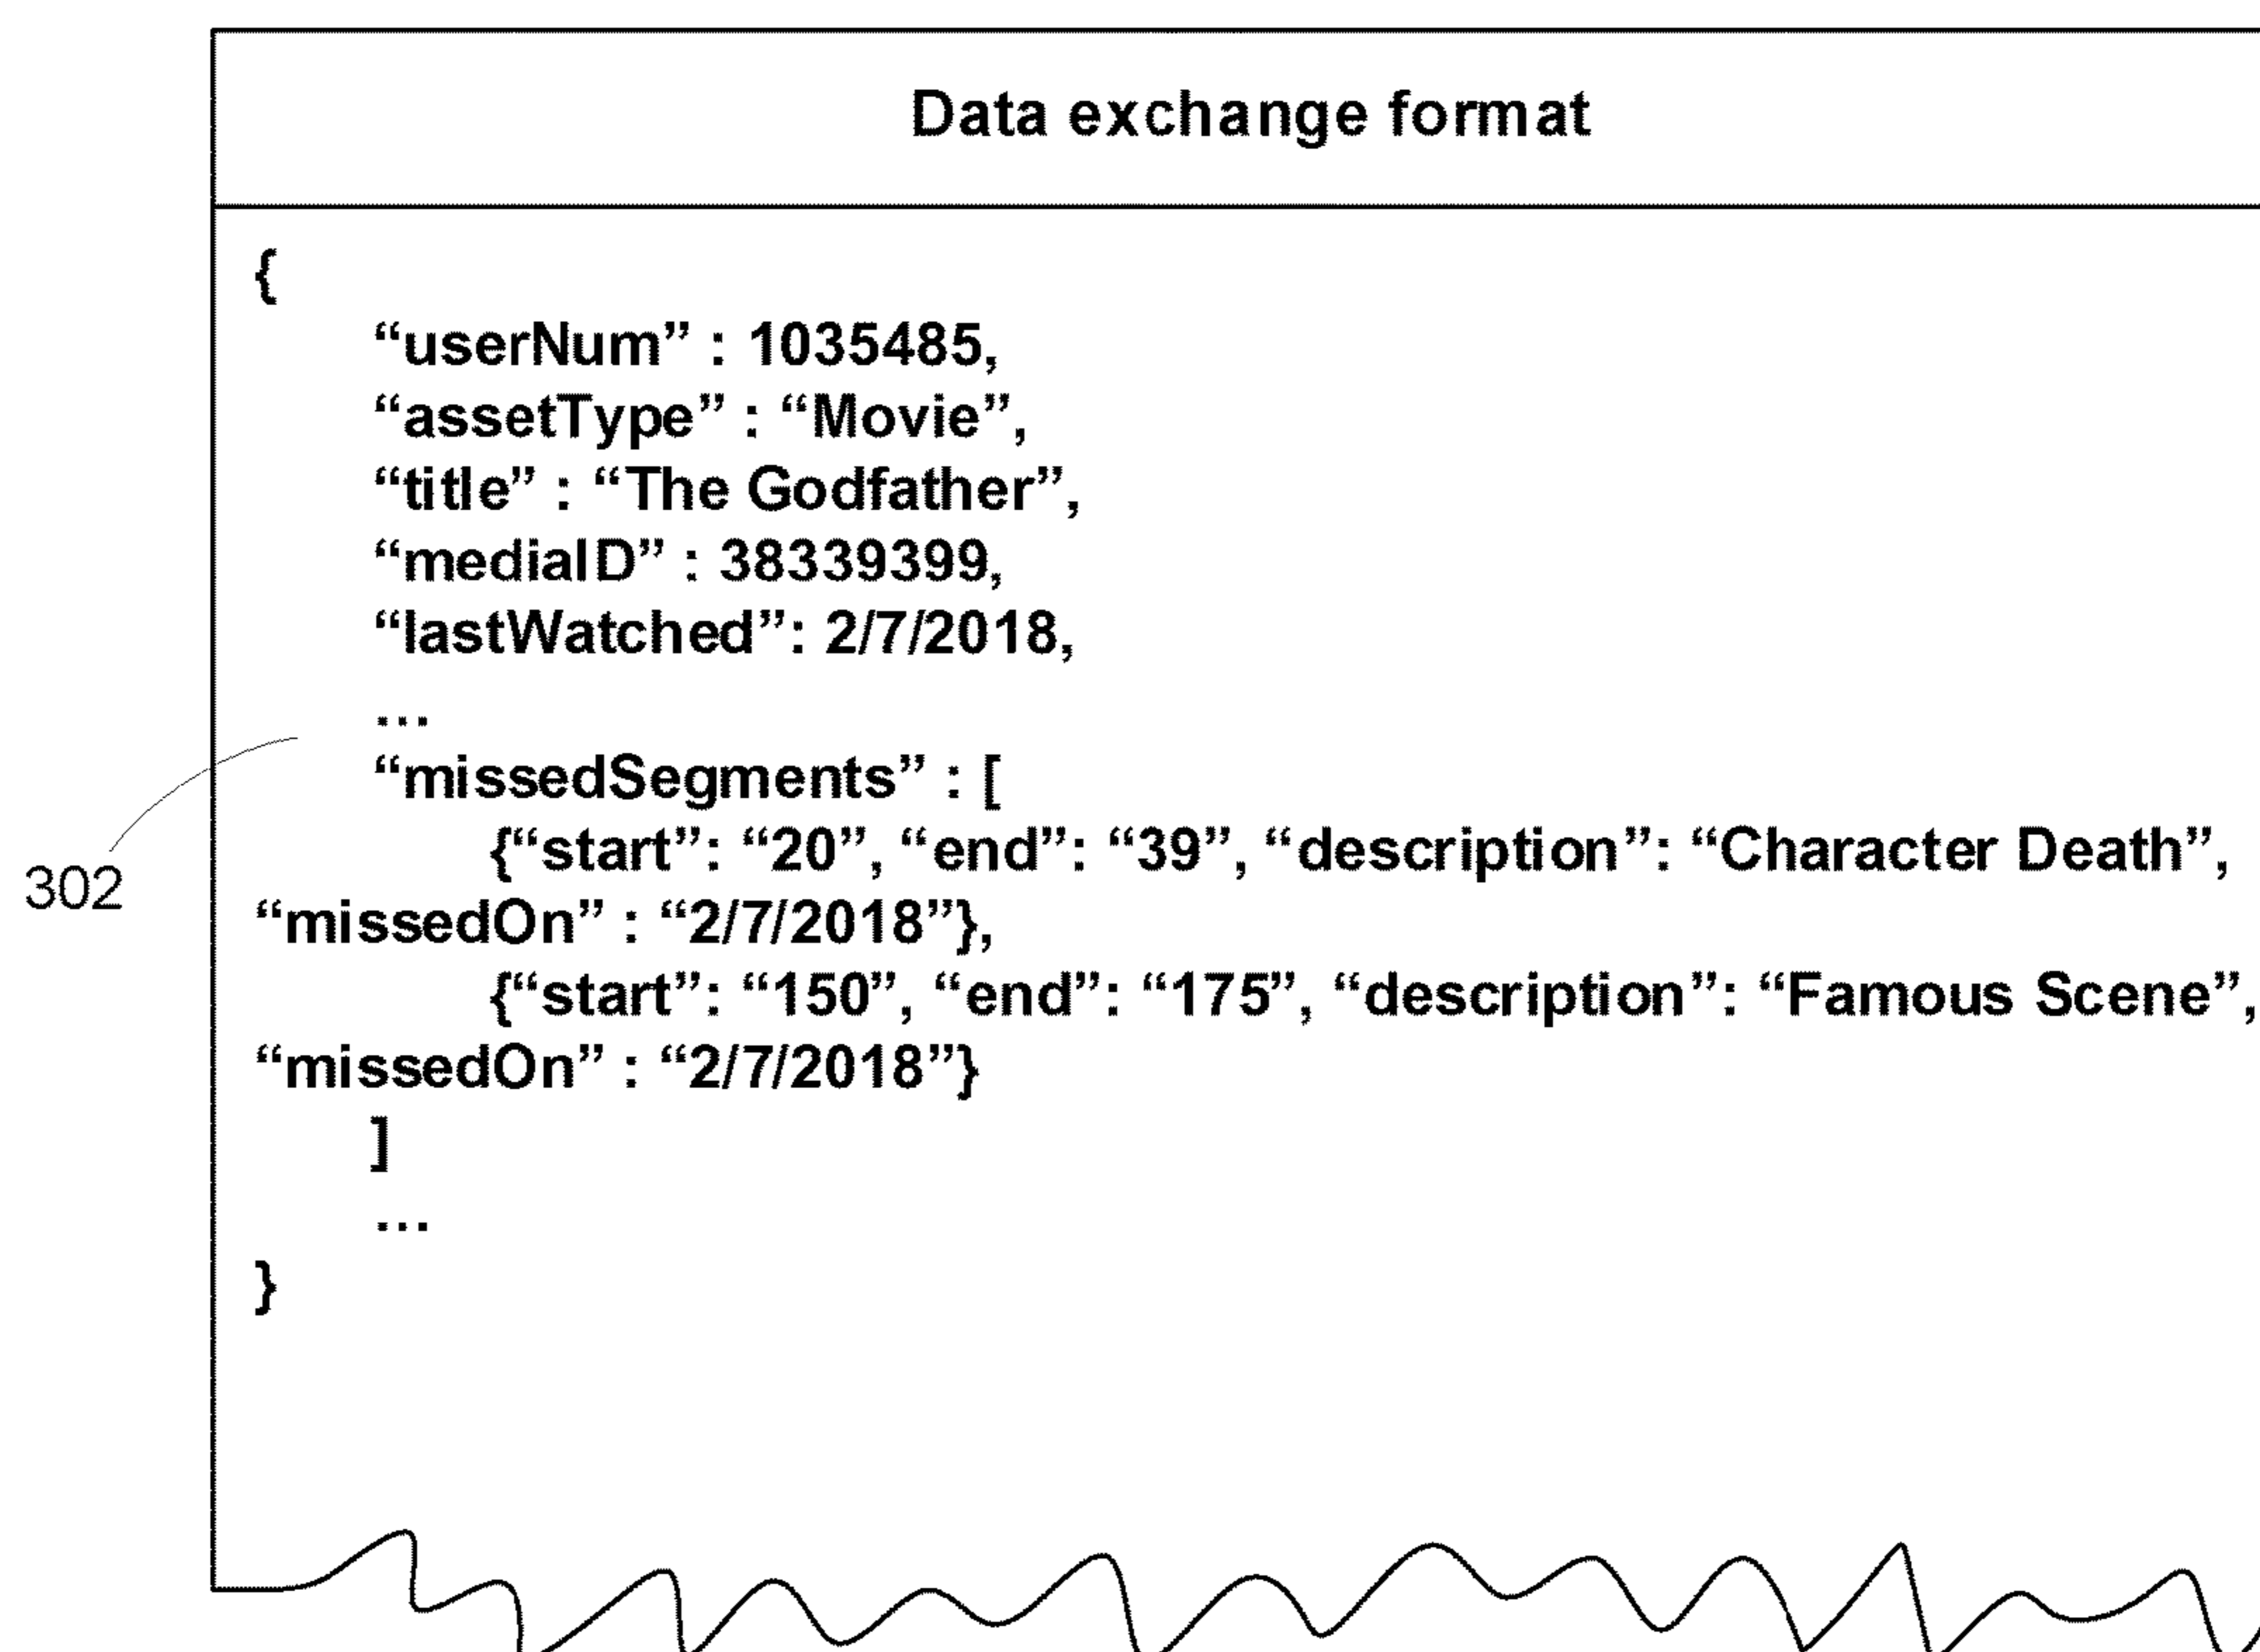 Data exchange format
{
“userNum” : 1035485,
“assetType” : “Movie”,
“title” : “The Godfather”,
“mediaID” : 38339399,
“lastWatched”: 2/7/2018,
...
“missedSegments” : [
{“start”: “20”, “end”: “39”, “description”: “Character Death”,
302
“missedOn” : “2/7/2018”},
{“start”: “150”, “end”: “175”, “description”: “Famous Scene”,
“missedOn” : “2/7/2018”}
]
...
}